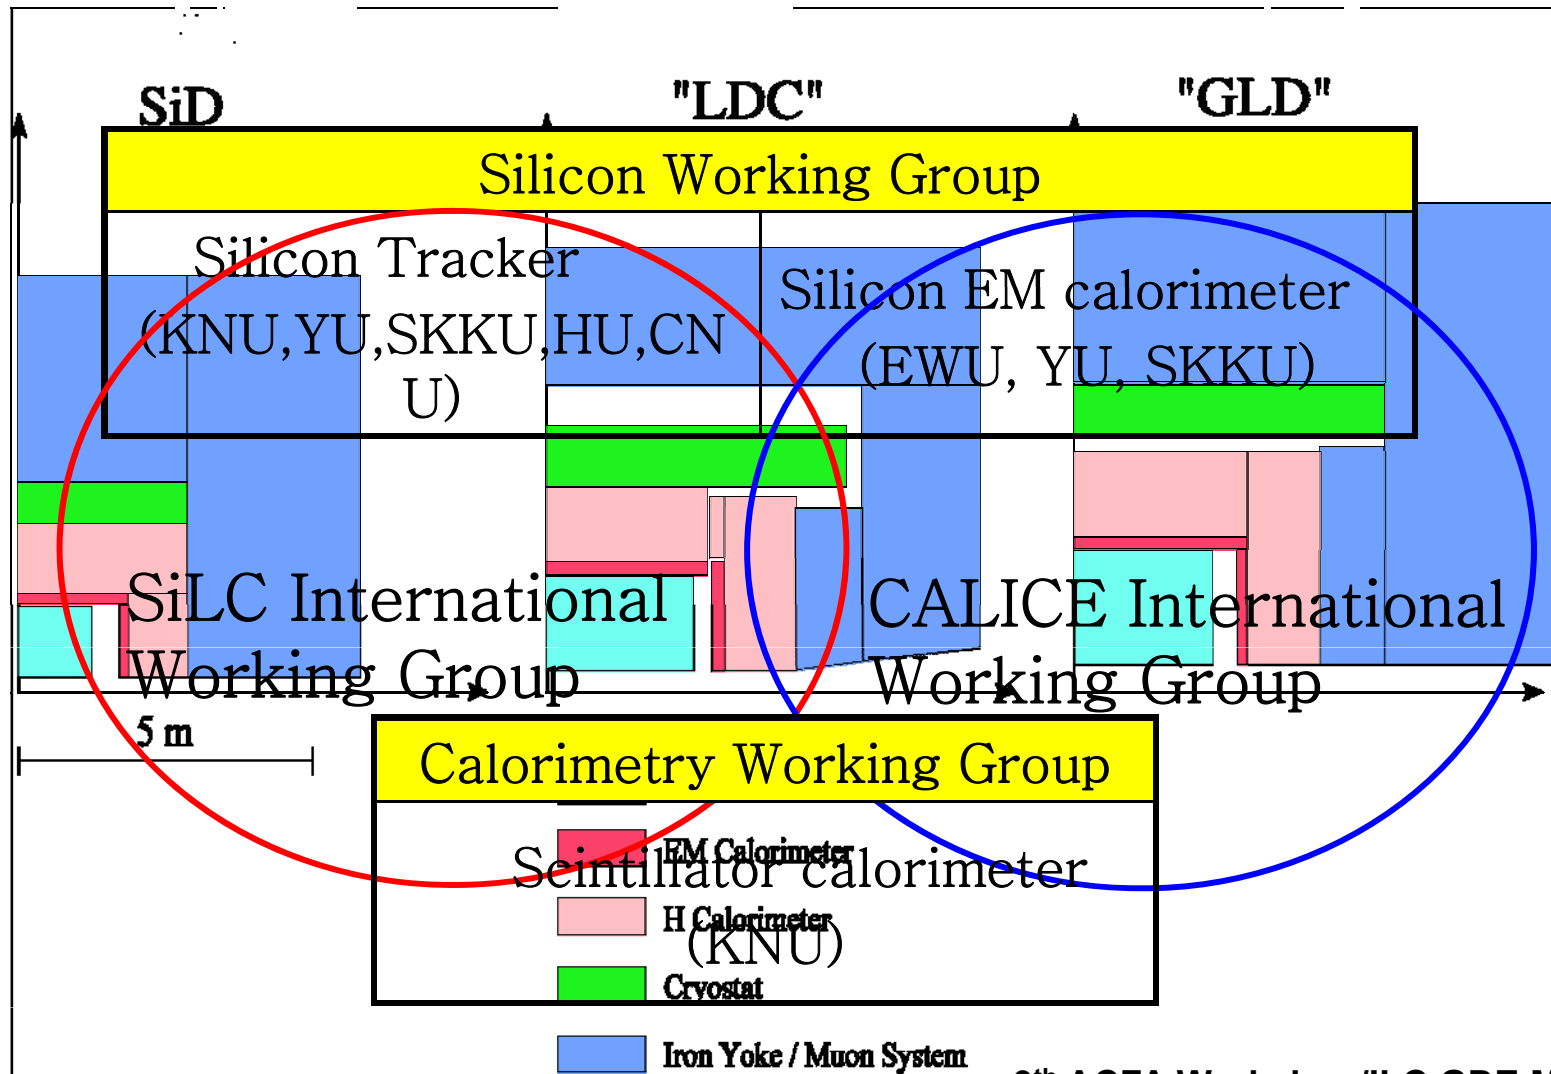 SiD
"LDC"
"GLD"
Silicon Working Group
Silicon Tracker
(KNU,YU,SKKU,HU,CN
U)
Silicon EM calorimeter
(EWU, YU, SKKU)
SiLC International
Working Group
CALICE International
Working Group
5 m
Calorimetry Working Group
EM Calorimeter
Scintillator calorimeter
H Calorimeter
(KNU)
Cryostat
Iron Yoke / Muon System